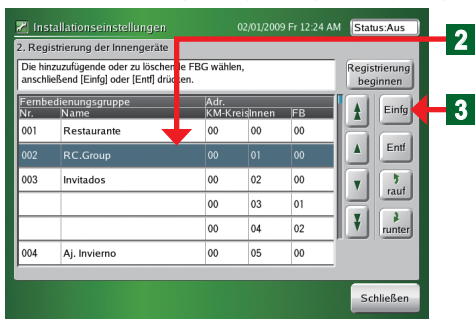 Installationseinstellungen 02/01/2009 Fr 12:24 AM Status:Aus
2. Registrierung der Innengeräte
Die hinzuzufügende oder zu löschende FBG wählen,
anschließend [Einfg] oder [Entf] drücken.
Registrierung
beginnen
Fernbedienungsgruppe Adr.
Nr. Name KM-Kreis Innen FB
001 Restaurante 00 00 00
002 RC.Group 00 01 00
003 Invitados 00 02 00
00 03 01
00 04 02
004 Aj. Invierno 00 05 00
Einfg
Entf
rauf
runter
Schließen
2
3